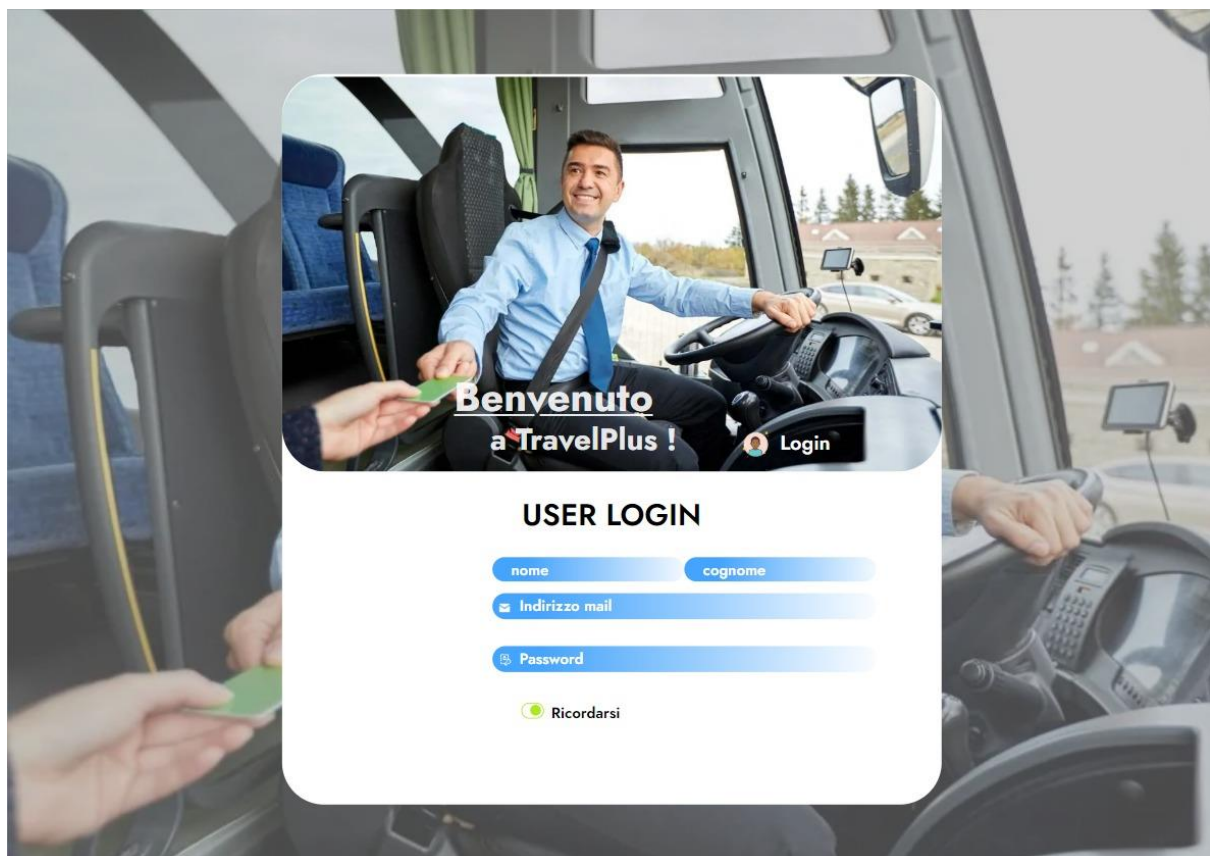 Benvenuto
a TravelPlus !
Login
USER LOGIN
nome cognome
Indirizzo mail
Password
Ricordarsi